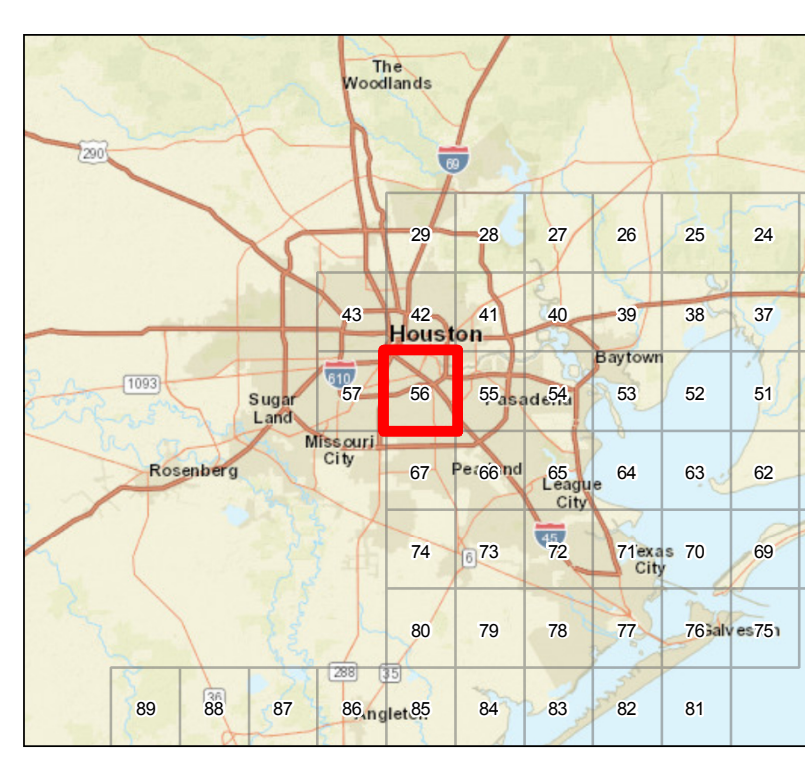 The
Woodlands
290
69
29 28 27 26 25 24
43 42 41 40 39 38 37
Houston
Baytown
610
1093
57 56 55 54 53 52 51
Pasadena
Sugar
Land
Missouri
City
Rosenberg
67 66 65 64 63 62
Pearland
League
City
45
74 73 72 71 70 69
6
Texas
City
80 79 78 77 76 75
Galveston
288 35
36
89 88 87 86 85 84 83 82 81
Angleton